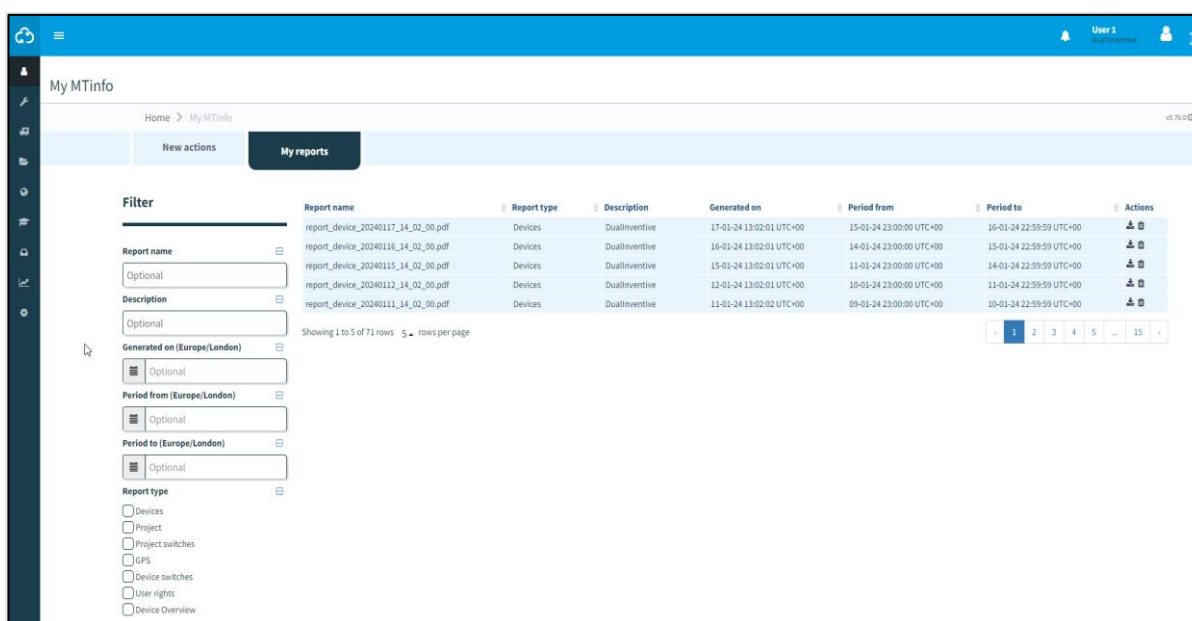 User 1
Dual Inventive
My MTinfo
Home > My MTinfo
v5.76.0
New actions
My reports
Filter
Report name
Optional
Description
Optional
Generated on (Europe/London)
Optional
Period from (Europe/London)
Optional
Period to (Europe/London)
Optional
Report type
Devices
Project
Project switches
GPS
Device switches
User rights
Device Overview
Report name Report type Description Generated on Period from Period to Actions
report_device_20240117_14_02_00.pdf Devices DualInventive 17-01-24 13:02:01 UTC+00 15-01-24 23:00:00 UTC+00 16-01-24 22:59:59 UTC+00
report_device_20240116_14_02_00.pdf Devices DualInventive 16-01-24 13:02:01 UTC+00 14-01-24 23:00:00 UTC+00 15-01-24 22:59:59 UTC+00
report_device_20240115_14_02_00.pdf Devices DualInventive 15-01-24 13:02:01 UTC+00 11-01-24 23:00:00 UTC+00 14-01-24 22:59:59 UTC+00
report_device_20240112_14_02_00.pdf Devices DualInventive 12-01-24 13:02:01 UTC+00 10-01-24 23:00:00 UTC+00 11-01-24 22:59:59 UTC+00
report_device_20240111_14_02_00.pdf Devices DualInventive 11-01-24 13:02:02 UTC+00 09-01-24 23:00:00 UTC+00 10-01-24 22:59:59 UTC+00
Showing 1 to 5 of 71 rows 5 rows per page
‹ 1 2 3 4 5 ... 15 ›